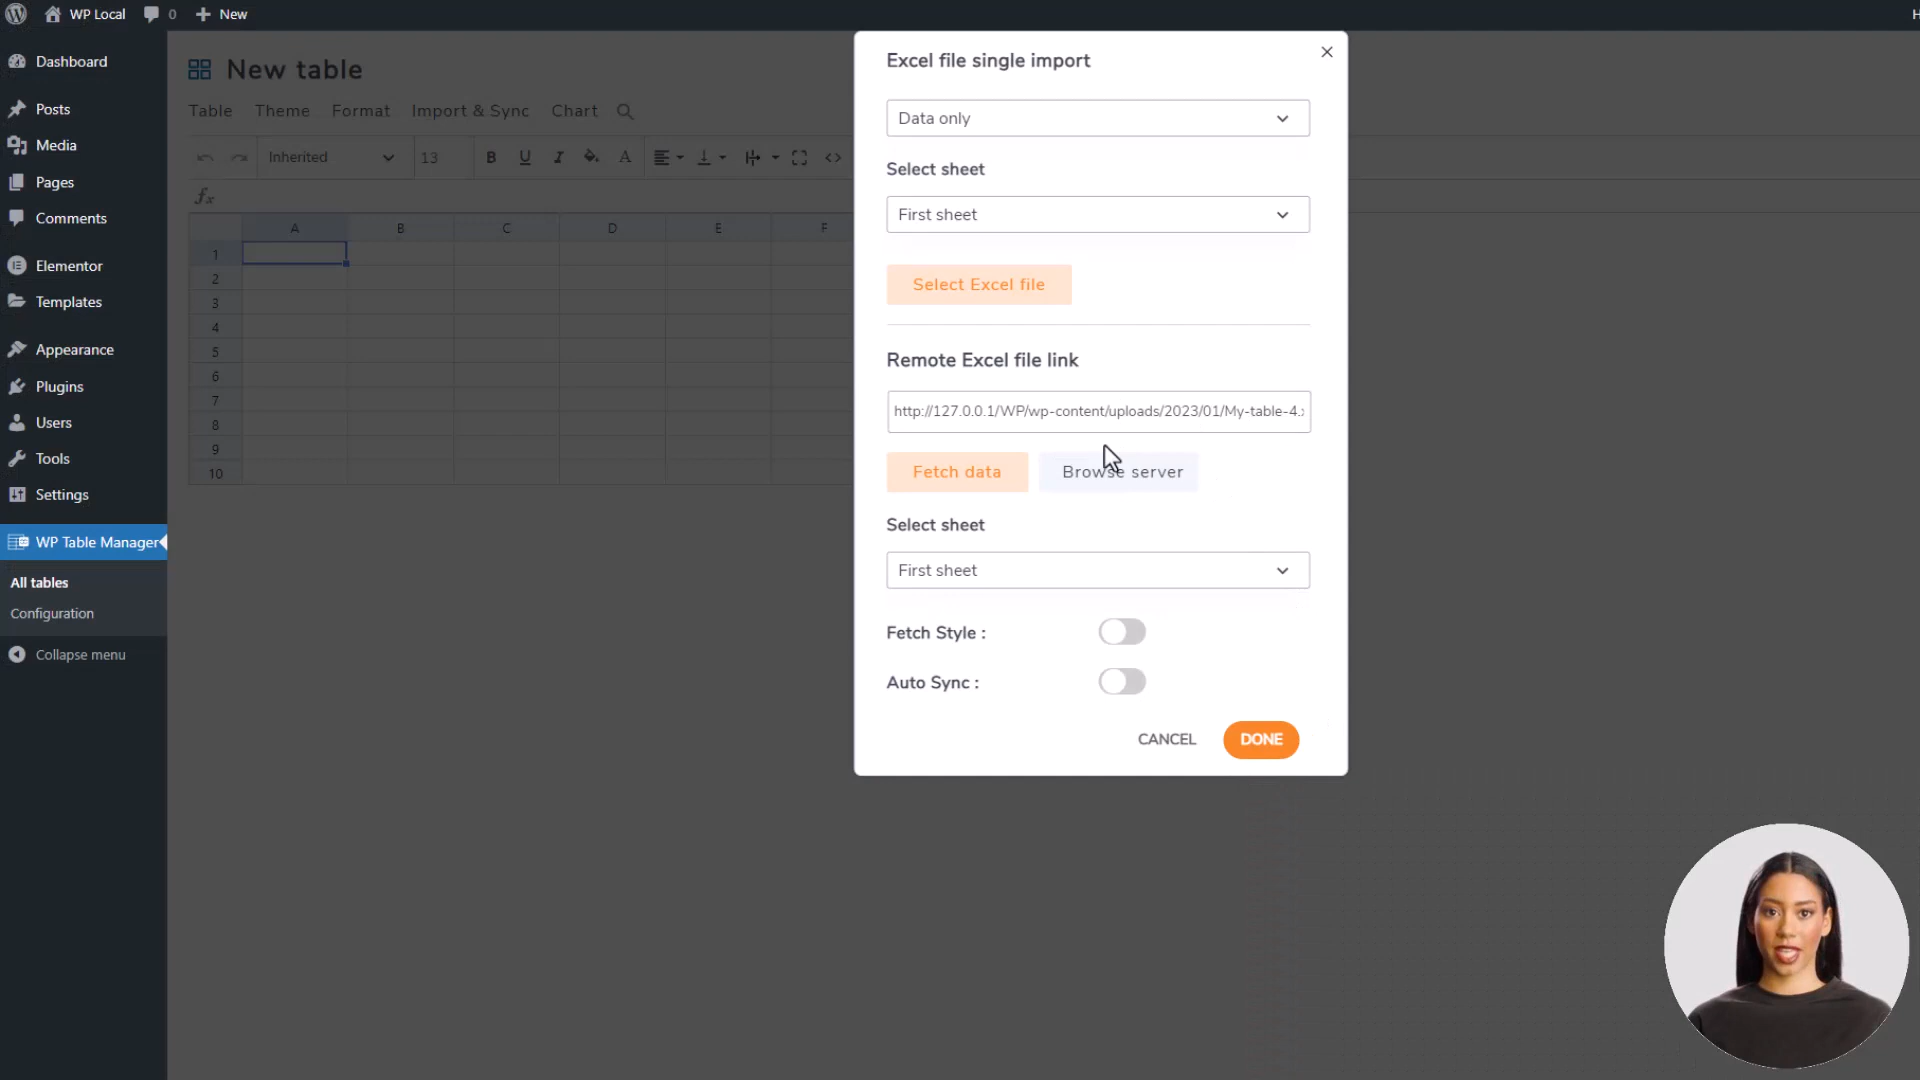 WP Local 0 New
Dashboard
Posts
Media
Pages
Comments
Elementor
Templates
Appearance
Plugins
Users
Tools
Settings
WP Table Manager
All tables
Configuration
Collapse menu
New table
Table Theme Format Import & Sync Chart
Inherited 13 B U I A
fx
A B C D E F
1
2
3
4
5
6
7
8
9
10
Excel file single import
Data only
Select sheet
First sheet
Select Excel file
Remote Excel file link
http://127.0.0.1/WP/wp-content/uploads/2023/01/My-table-4.
Fetch data Browse server
Select sheet
First sheet
Fetch Style :
Auto Sync :
CANCEL DONE